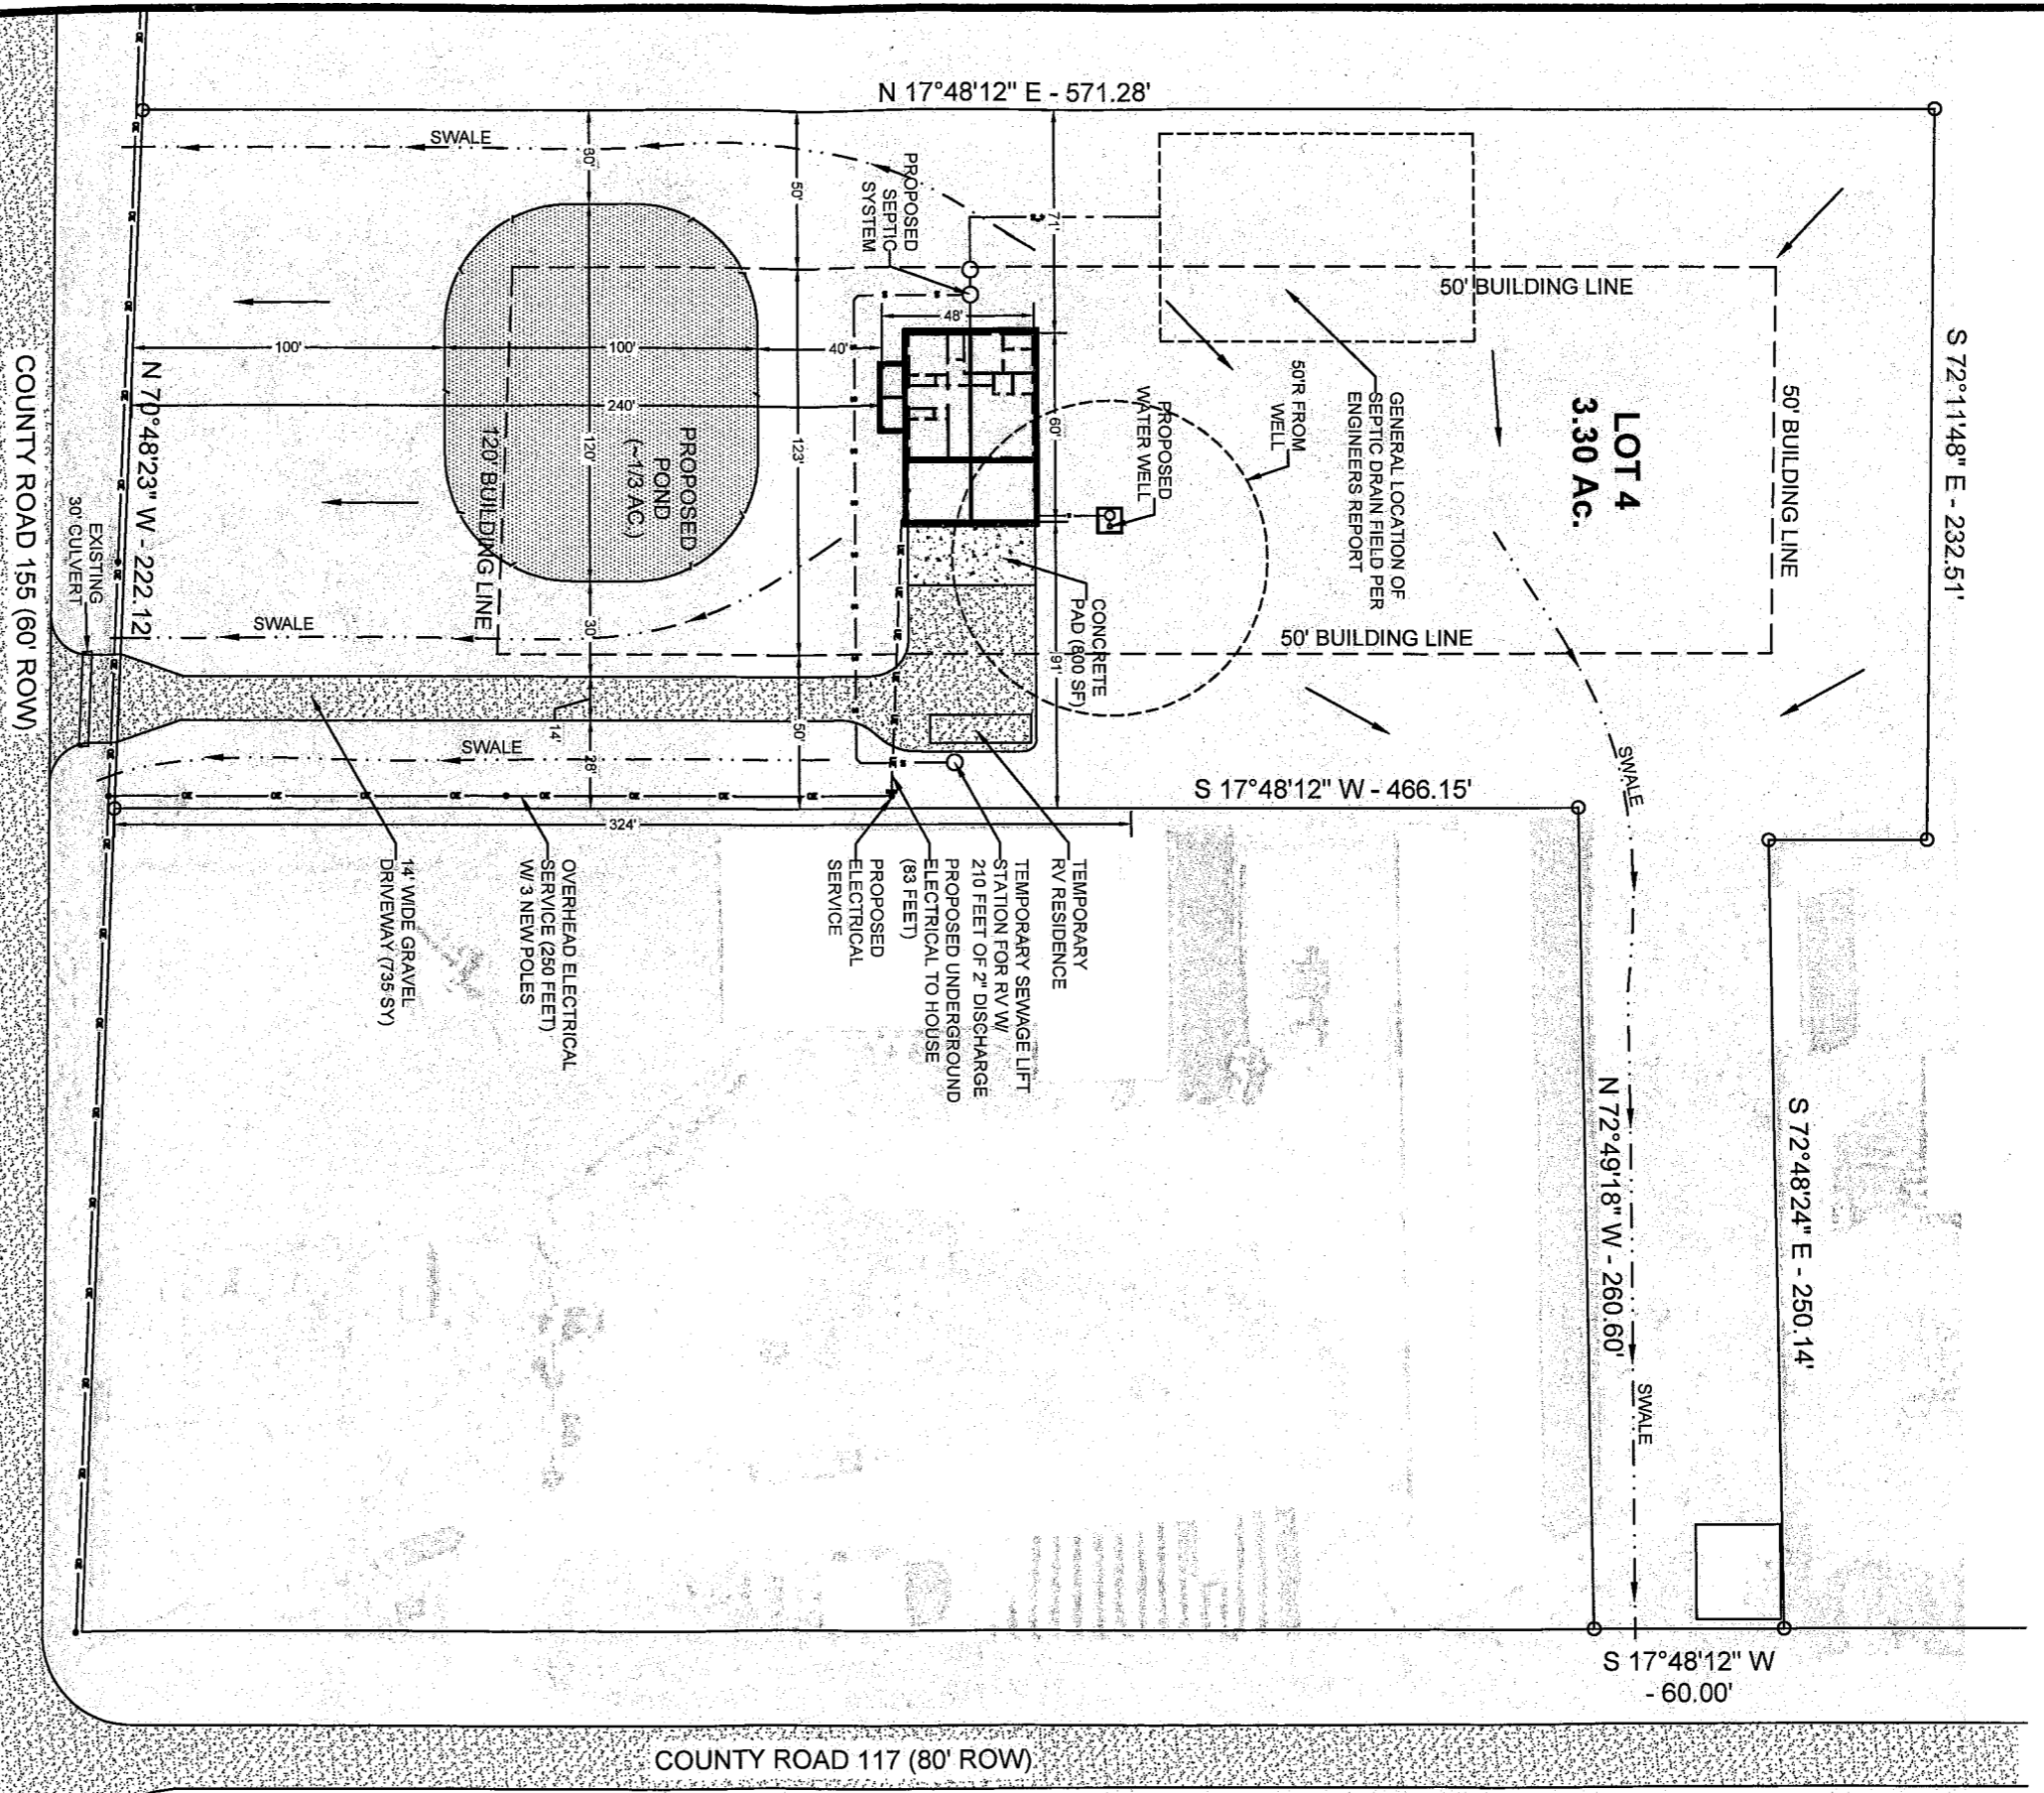 N 17°48'12" E - 571.28'
SWALE
30'
50'
71'
PROPOSED
SEPTIC
SYSTEM
50' BUILDING LINE
S 72°11'48" E - 232.51'
50' BUILDING LINE
LOT 4
3.30 Ac.
GENERAL LOCATION OF
SEPTIC DRAIN FIELD PER
ENGINEERS REPORT
50'R FROM
WELL
PROPOSED
WATER WELL
48'
60'
100'
100'
40'
240'
120'
123'
PROPOSED
POND
(~1/3 AC.)
120' BUILDING LINE
N 70°48'23" W - 222.12'
COUNTY ROAD 155 (60' ROW)
EXISTING
30' CULVERT
SWALE
30'
CONCRETE
PAD (800 SF)
91'
50' BUILDING LINE
14'
50'
28'
SWALE
SWALE
S 17°48'12" W - 466.15'
324'
TEMPORARY
RV RESIDENCE
TEMPORARY SEWAGE LIFT
STATION FOR RV W/
210 FEET OF 2" DISCHARGE
PROPOSED UNDERGROUND
ELECTRICAL TO HOUSE
(83 FEET)
PROPOSED
ELECTRICAL
SERVICE
OVERHEAD ELECTRICAL
SERVICE (250 FEET)
W/ 3 NEW POLES
14' WIDE GRAVEL
DRIVEWAY (735 SY)
N 72°49'18" W - 260.60'
S 72°48'24" E - 250.14'
SWALE
S 17°48'12" W
- 60.00'
COUNTY ROAD 117 (80' ROW)